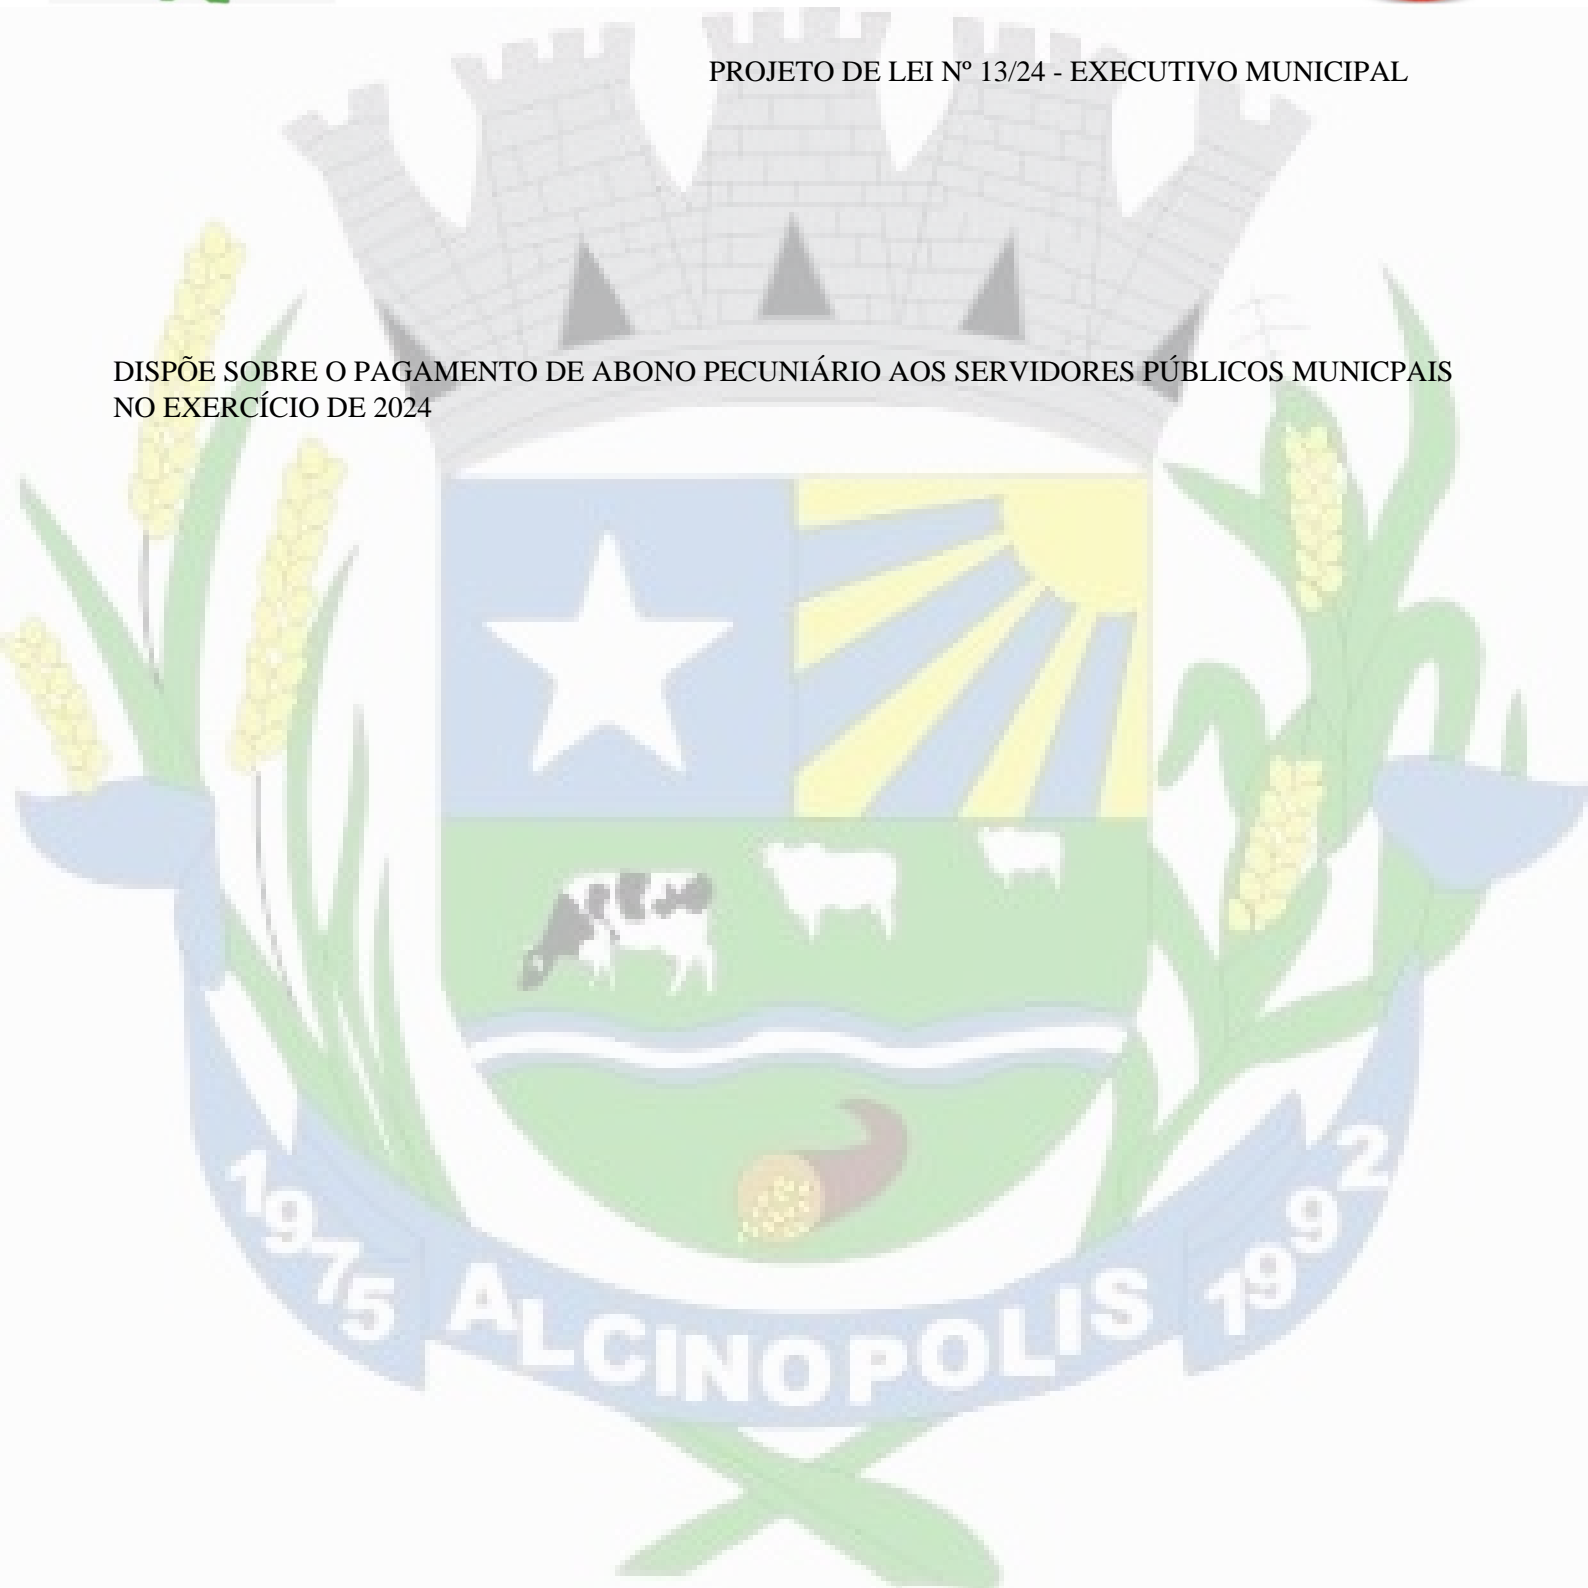 PROJETO DE LEI Nº 13/24 - EXECUTIVO MUNICIPAL
DISPÕE SOBRE O PAGAMENTO DE ABONO PECUNIÁRIO AOS SERVIDORES PÚBLICOS MUNICPAIS
NO EXERCÍCIO DE 2024
1975 ALCINOPOLIS 1992